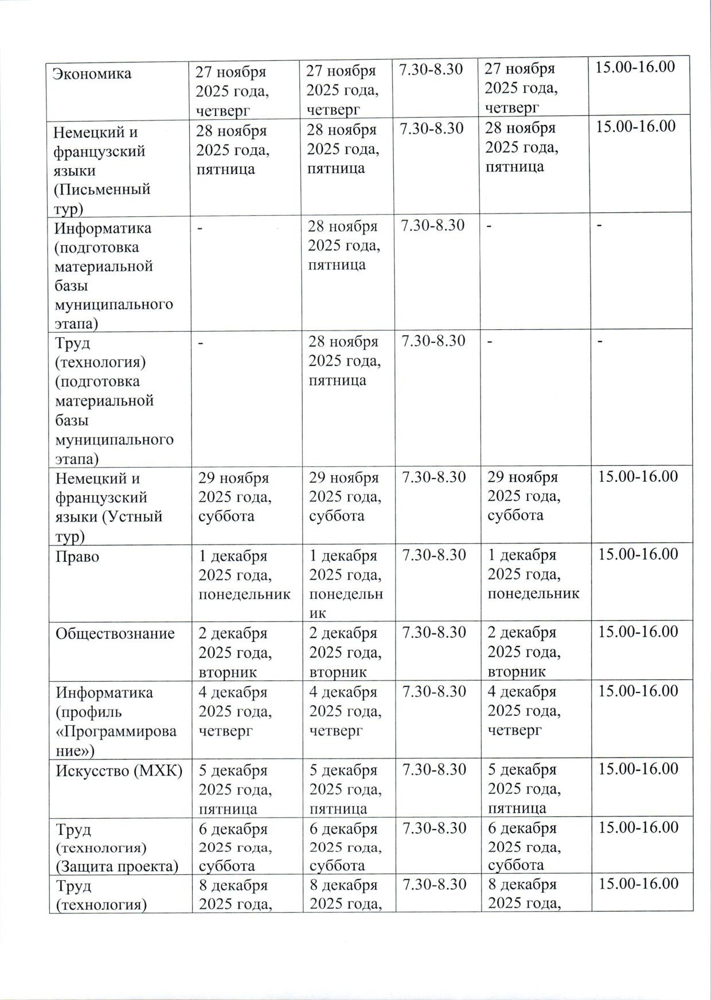 Экономика
27 ноября
2025 года,
четверг
27 ноября
2025 года,
четверг
7.30-8.30
27 ноября
2025 года,
четверг
15.00-16.00
Немецкий и
французский
языки
(Письменный
тур)
28 ноября
2025 года,
пятница
28 ноября
2025 года,
пятница
7.30-8.30
28 ноября
2025 года,
пятница
15.00-16.00
Информатика
(подготовка
материальной
базы
муниципального
этапа)
-
28 ноября
2025 года,
пятница
7.30-8.30
-
-
Труд
(технология)
(подготовка
материальной
базы
муниципального
этапа)
-
28 ноября
2025 года,
пятница
7.30-8.30
-
-
Немецкий и
французский
языки (Устный
тур)
29 ноября
2025 года,
суббота
29 ноября
2025 года,
суббота
7.30-8.30
29 ноября
2025 года,
суббота
15.00-16.00
Право
1 декабря
2025 года,
понедельник
1 декабря
2025 года,
понедельн
ик
7.30-8.30
1 декабря
2025 года,
понедельник
15.00-16.00
Обществознание
2 декабря
2025 года,
вторник
2 декабря
2025 года,
вторник
7.30-8.30
2 декабря
2025 года,
вторник
15.00-16.00
Информатика
(профиль
«Программирова
ние»)
4 декабря
2025 года,
четверг
4 декабря
2025 года,
четверг
7.30-8.30
4 декабря
2025 года,
четверг
15.00-16.00
Искусство (МХК)
5 декабря
2025 года,
пятница
5 декабря
2025 года,
пятница
7.30-8.30
5 декабря
2025 года,
пятница
15.00-16.00
Труд
(технология)
(Защита проекта)
6 декабря
2025 года,
суббота
6 декабря
2025 года,
суббота
7.30-8.30
6 декабря
2025 года,
суббота
15.00-16.00
Труд
(технология)
8 декабря
2025 года,
8 декабря
2025 года,
7.30-8.30
8 декабря
2025 года,
15.00-16.00